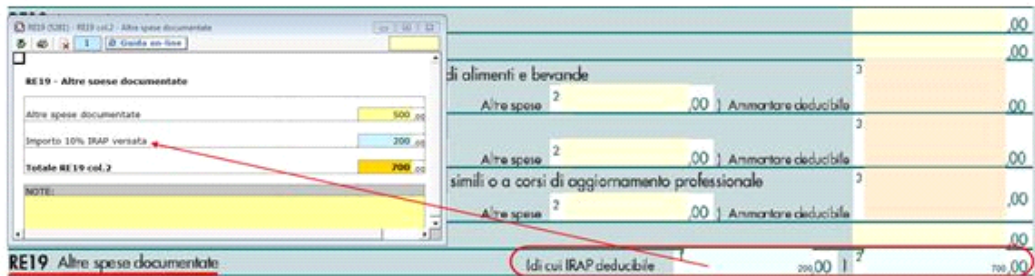 RE19 (5281) - RE19 col.2 - Altre spese documentate
1 Guida on-line
RE19 - Altre spese documentate
Altre spese documentate 500 ,00
Importo 10% IRAP versata 200 ,00
Totale RE19 col.2 700 ,00
NOTE:
,00
,00
di alimenti e bevande
3
Altre spese 2 ,00 ) Ammontare deducibile ,00
3
Altre spese 2 ,00 ) Ammontare deducibile ,00
simili o a corsi di aggiornamento professionale
3
Altre spese 2 ,00 ) Ammontare deducibile ,00
,00
RE19 Altre spese documentate (di cui IRAP deducibile 1 200,00 ) 2 700,00